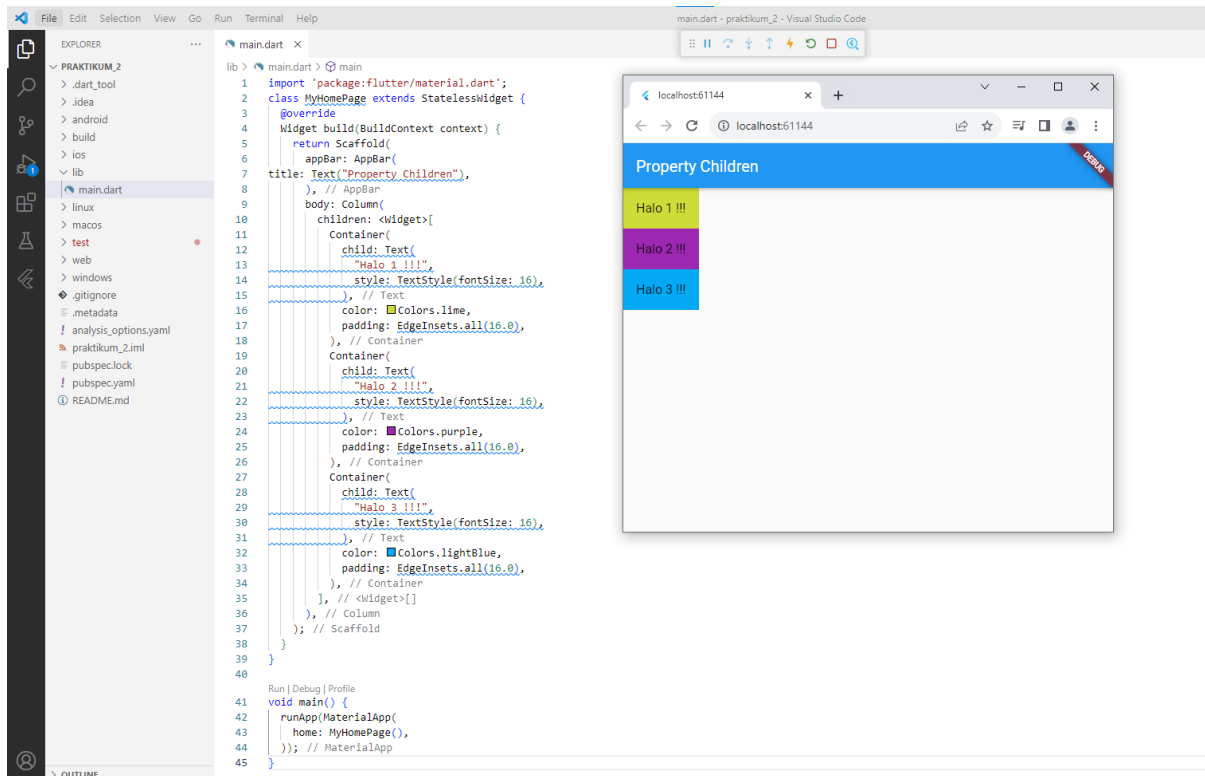 File Edit Selection View Go Run Terminal Help
main.dart - praktikum_2 - Visual Studio Code
EXPLORER
PRAKTIKUM_2
.dart_tool
.idea
android
build
ios
lib
main.dart
linux
macos
test
web
windows
.gitignore
.metadata
analysis_options.yaml
praktikum_2.iml
pubspec.lock
pubspec.yaml
README.md
OUTLINE
1
main.dart
lib > main.dart > main
1 import 'package:flutter/material.dart';
2 class MyHomePage extends StatelessWidget {
3 @override
4 Widget build(BuildContext context) {
5 return Scaffold(
6 appBar: AppBar(
7 title: Text("Property Children"),
8 ), // AppBar
9 body: Column(
10 children: <Widget>[
11 Container(
12 child: Text(
13 "Halo 1 !!!",
14 style: TextStyle(fontSize: 16),
15 ), // Text
16 color: Colors.lime,
17 padding: EdgeInsets.all(16.0),
18 ), // Container
19 Container(
20 child: Text(
21 "Halo 2 !!!",
22 style: TextStyle(fontSize: 16),
23 ), // Text
24 color: Colors.purple,
25 padding: EdgeInsets.all(16.0),
26 ), // Container
27 Container(
28 child: Text(
29 "Halo 3 !!!",
30 style: TextStyle(fontSize: 16),
31 ), // Text
32 color: Colors.lightBlue,
33 padding: EdgeInsets.all(16.0),
34 ), // Container
35 ], // <Widget>[]
36 ), // Column
37 ); // Scaffold
38 }
39 }
40
Run | Debug | Profile
41 void main() {
42 runApp(MaterialApp(
43 home: MyHomePage(),
44 )); // MaterialApp
45 }
localhost:61144
localhost:61144
Property Children
DEBUG
Halo 1 !!!
Halo 2 !!!
Halo 3 !!!